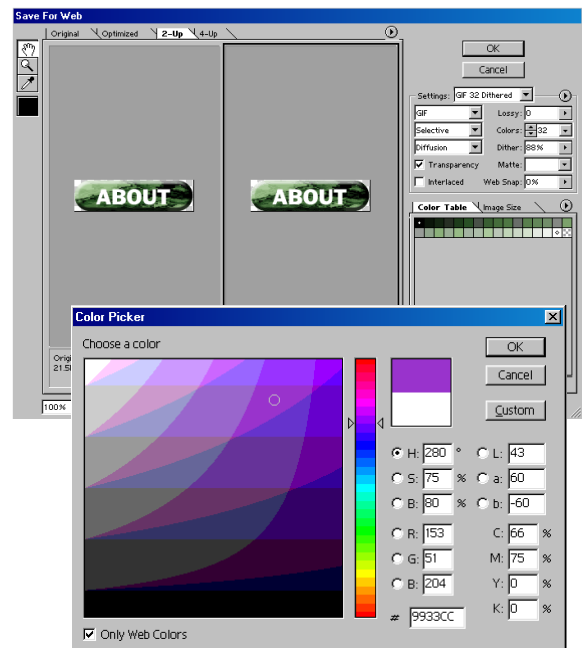 Save For Web
Original Optimized 2-Up 4-Up
OK
Cancel
Settings: GIF 32 Dithered
GIF Lossy: 0
Selective Colors: 32
Diffusion Dither: 88%
Transparency Matte:
Interlaced Web Snap: 0%
ABOUT ABOUT
Color Table Image Size
Color Picker
Choose a color
OK
Cancel
Custom
H: 280 ° L: 43
S: 75 % a: 60
B: 80 % b: -60
R: 153 C: 66 %
G: 51 M: 75 %
B: 204 Y: 0 %
# 9933CC K: 0 %
Only Web Colors
100%